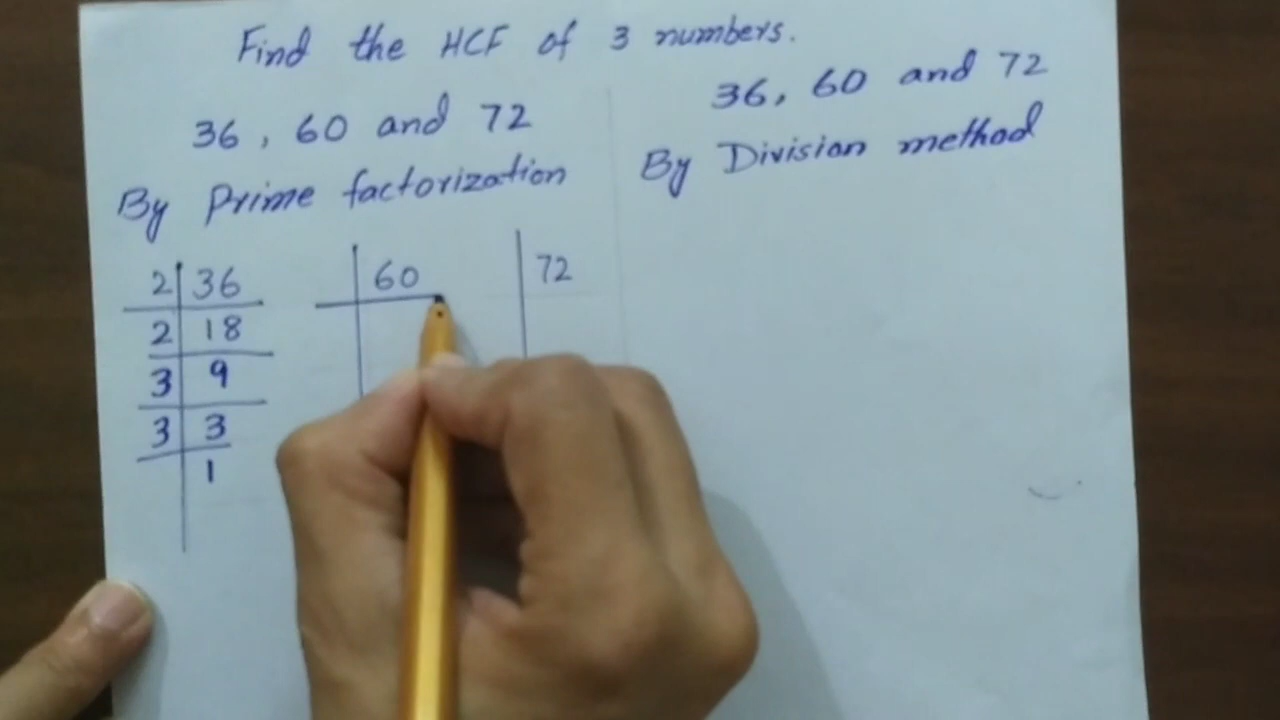 Find the HCF of 3 numbers.
36, 60 and 72
By Prime factorization
2 36
2 18
3 9
3 3
1
60
72
36, 60 and 72
By Division method